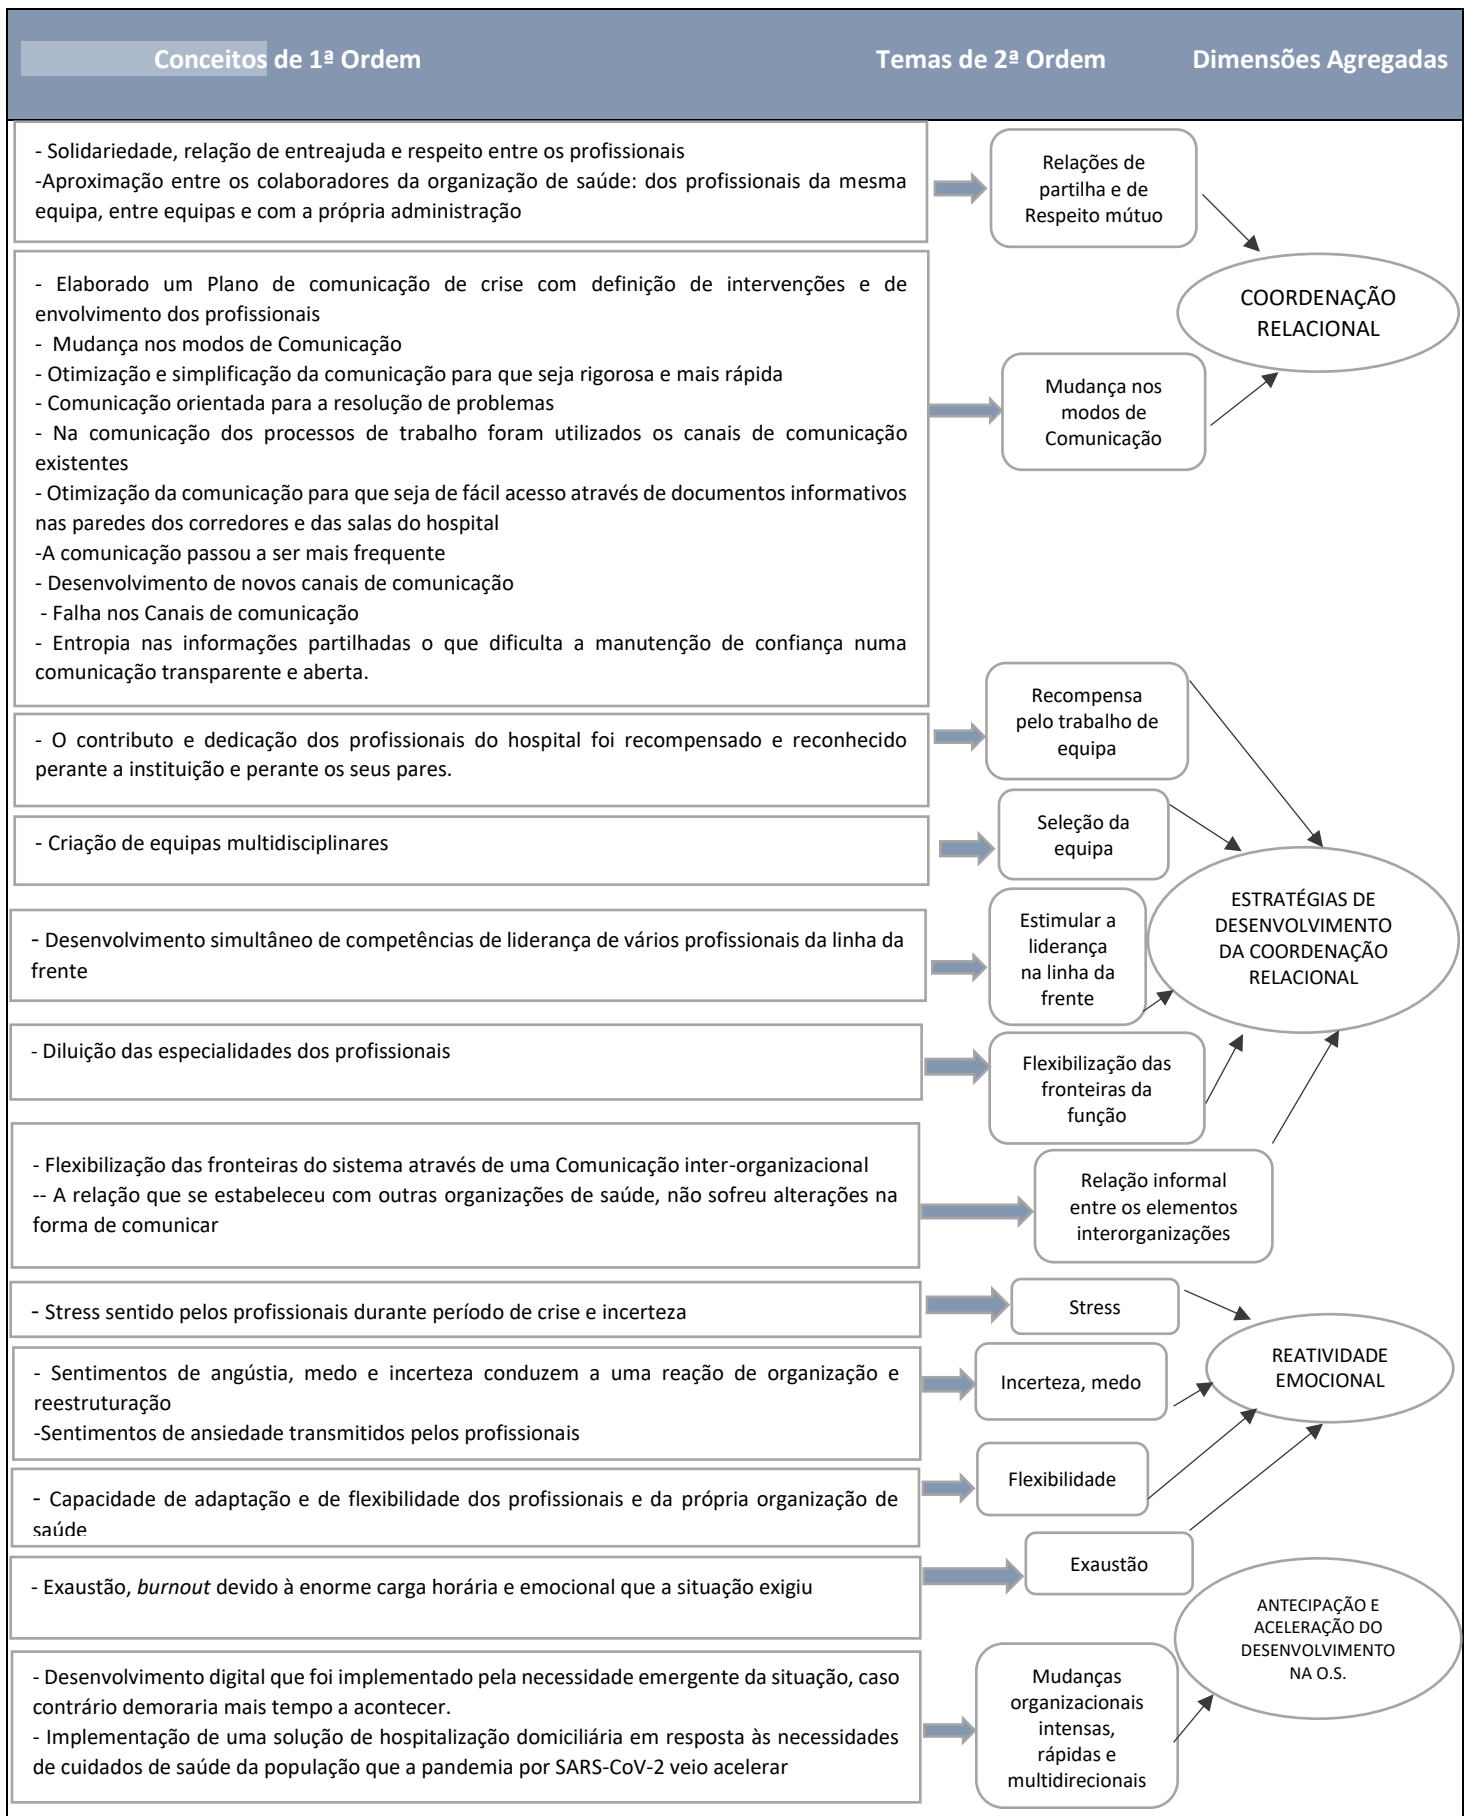 Conceitos de 1ª Ordem
Temas de 2ª Ordem
Dimensões Agregadas
- Solidariedade, relação de entreajuda e respeito entre os profissionais
-Aproximação entre os colaboradores da organização de saúde: dos profissionais da mesma
equipa, entre equipas e com a própria administração
Relações de
partilha e de
Respeito mútuo
COORDENAÇÃO
RELACIONAL
- Elaborado um Plano de comunicação de crise com definição de intervenções e de
envolvimento dos profissionais
- Mudança nos modos de Comunicação
- Otimização e simplificação da comunicação para que seja rigorosa e mais rápida
- Comunicação orientada para a resolução de problemas
- Na comunicação dos processos de trabalho foram utilizados os canais de comunicação
existentes
- Otimização da comunicação para que seja de fácil acesso através de documentos informativos
nas paredes dos corredores e das salas do hospital
-A comunicação passou a ser mais frequente
- Desenvolvimento de novos canais de comunicação
- Falha nos Canais de comunicação
- Entropia nas informações partilhadas o que dificulta a manutenção de confiança numa
comunicação transparente e aberta.
Mudança nos
modos de
Comunicação
- O contributo e dedicação dos profissionais do hospital foi recompensado e reconhecido
perante a instituição e perante os seus pares.
Recompensa
pelo trabalho de
equipa
- Criação de equipas multidisciplinares
Seleção da
equipa
- Desenvolvimento simultâneo de competências de liderança de vários profissionais da linha da
frente
Estimular a
liderança
na linha da
frente
ESTRATÉGIAS DE
DESENVOLVIMENTO
DA COORDENAÇÃO
RELACIONAL
- Diluição das especialidades dos profissionais
Flexibilização das
fronteiras da
função
- Flexibilização das fronteiras do sistema através de uma Comunicação inter-organizacional
-- A relação que se estabeleceu com outras organizações de saúde, não sofreu alterações na
forma de comunicar
Relação informal
entre os elementos
interorganizações
- Stress sentido pelos profissionais durante período de crise e incerteza
Stress
- Sentimentos de angústia, medo e incerteza conduzem a uma reação de organização e
reestruturação
-Sentimentos de ansiedade transmitidos pelos profissionais
Incerteza, medo
REATIVIDADE
EMOCIONAL
- Capacidade de adaptação e de flexibilidade dos profissionais e da própria organização de
saúde
Flexibilidade
- Exaustão, burnout devido à enorme carga horária e emocional que a situação exigiu
Exaustão
- Desenvolvimento digital que foi implementado pela necessidade emergente da situação, caso
contrário demoraria mais tempo a acontecer.
- Implementação de uma solução de hospitalização domiciliária em resposta às necessidades
de cuidados de saúde da população que a pandemia por SARS-CoV-2 veio acelerar
Mudanças
organizacionais
intensas,
rápidas e
multidirecionais
ANTECIPAÇÃO E
ACELERAÇÃO DO
DESENVOLVIMENTO
NA O.S.